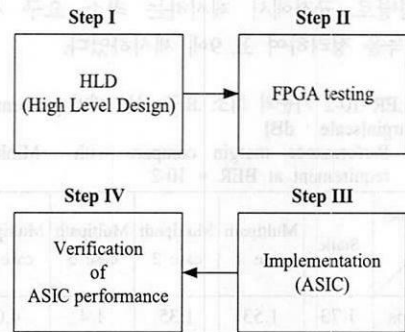 Step I
Step II
HLD
(High Level Design)
FPGA testing
Step IV
Step III
Verification
of
ASIC performance
Implementation
(ASIC)